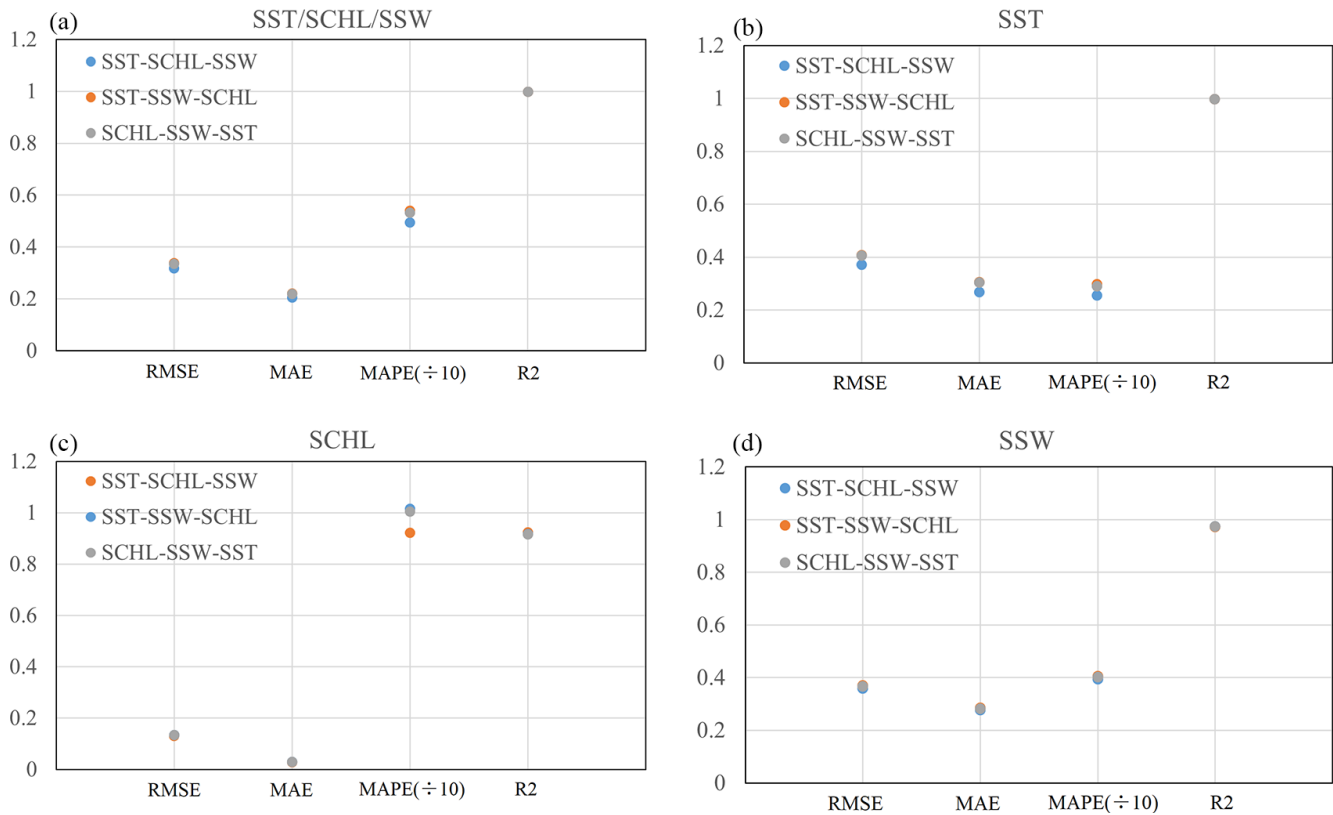 (a)
SST/SCHL/SSW
1.2
1
0.8
0.6
0.4
0.2
0
SST-SCHL-SSW
SST-SSW-SCHL
SCHL-SSW-SST
RMSE MAE MAPE(÷10) R2
(b)
SST
1.2
1
0.8
0.6
0.4
0.2
0
SST-SCHL-SSW
SST-SSW-SCHL
SCHL-SSW-SST
RMSE MAE MAPE(÷10) R2
(c)
SCHL
1.2
1
0.8
0.6
0.4
0.2
0
SST-SCHL-SSW
SST-SSW-SCHL
SCHL-SSW-SST
RMSE MAE MAPE(÷10) R2
(d)
SSW
1.2
1
0.8
0.6
0.4
0.2
0
SST-SCHL-SSW
SST-SSW-SCHL
SCHL-SSW-SST
RMSE MAE MAPE(÷10) R2